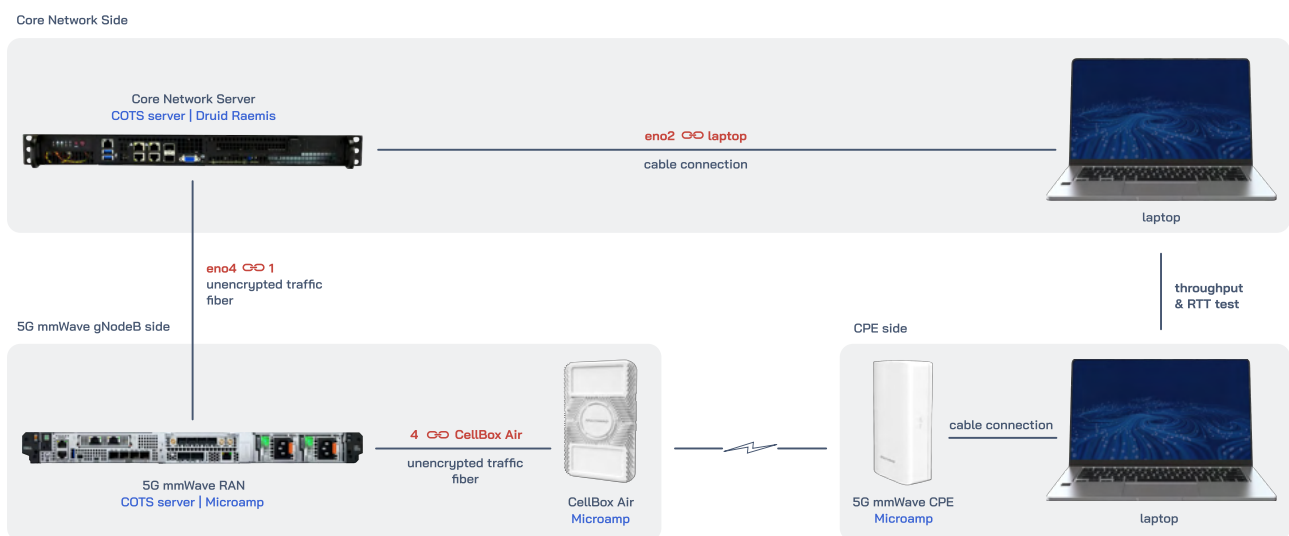 Core Network Side
Core Network Server
COTS server | Druid Raemis
eno2 laptop
cable connection
laptop
eno4 1
unencrypted traffic
fiber
throughput
& RTT test
5G mmWave gNodeB side
CPE side
4 CellBox Air
unencrypted traffic
fiber
cable connection
5G mmWave RAN
COTS server | Microamp
CellBox Air
Microamp
5G mmWave CPE
Microamp
laptop